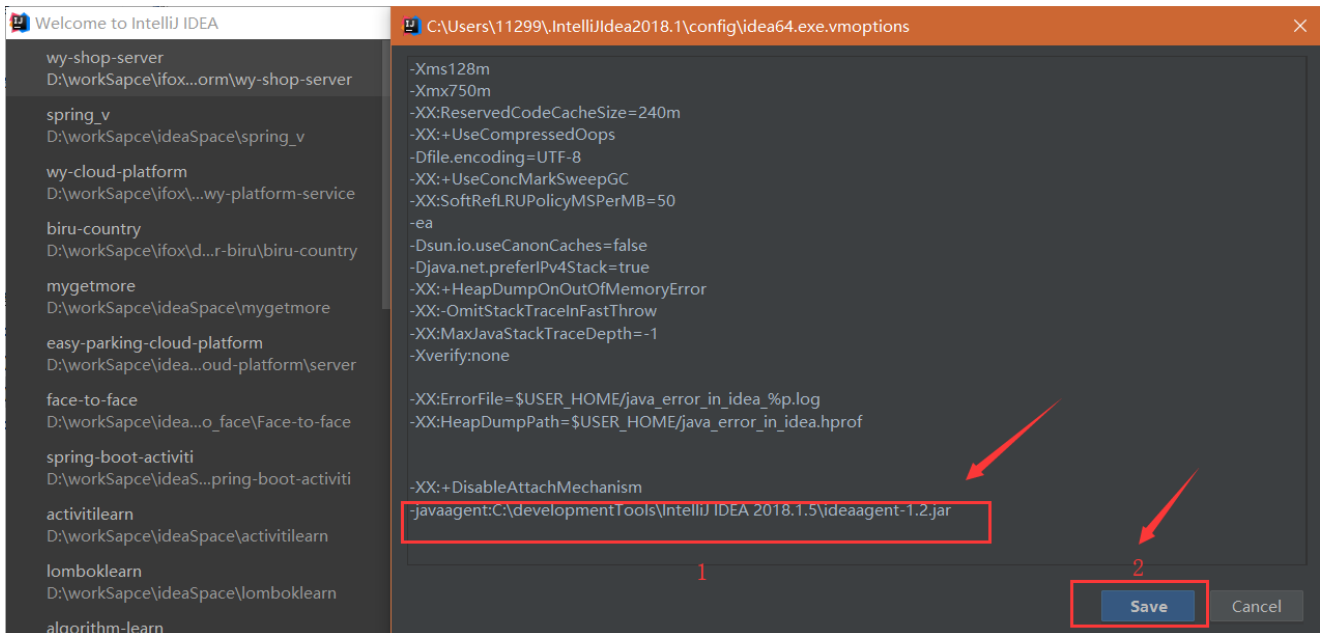 Welcome to IntelliJ IDEA
wy-shop-server
D:\workSapce\ifox...orm\wy-shop-server
spring_v
D:\workSapce\ideaSpace\spring_v
wy-cloud-platform
D:\workSapce\ifox\...wy-platform-service
biru-country
D:\workSapce\ifox\d...r-biru\biru-country
mygetmore
D:\workSapce\ideaSpace\mygetmore
easy-parking-cloud-platform
D:\workSapce\idea...oud-platform\server
face-to-face
D:\workSapce\idea...o_face\Face-to-face
spring-boot-activiti
D:\workSapce\ideaS...pring-boot-activiti
activitilearn
D:\workSapce\ideaSpace\activitilearn
lomboklearn
D:\workSapce\ideaSpace\lomboklearn
algorithm-learn
C:\Users\11299\.IntelliJIdea2018.1\config\idea64.exe.vmoptions
-Xms128m
-Xmx750m
-XX:ReservedCodeCacheSize=240m
-XX:+UseCompressedOops
-Dfile.encoding=UTF-8
-XX:+UseConcMarkSweepGC
-XX:SoftRefLRUPolicyMSPerMB=50
-ea
-Dsun.io.useCanonCaches=false
-Djava.net.preferIPv4Stack=true
-XX:+HeapDumpOnOutOfMemoryError
-XX:-OmitStackTraceInFastThrow
-XX:MaxJavaStackTraceDepth=-1
-Xverify:none
-XX:ErrorFile=$USER_HOME/java_error_in_idea_%p.log
-XX:HeapDumpPath=$USER_HOME/java_error_in_idea.hprof
-XX:+DisableAttachMechanism
-javaagent:C:\developmentTools\IntelliJ IDEA 2018.1.5\ideaagent-1.2.jar
1
2
Save
Cancel